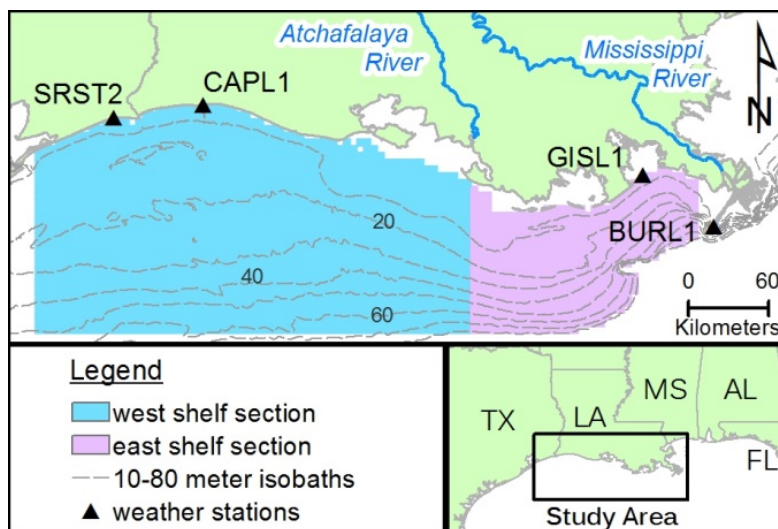 Atchafalaya
River
Mississippi
River
SRST2
CAPL1
GISL1
BURL1
N
20
40
60
0 60
Kilometers
Legend
west shelf section
east shelf section
10-80 meter isobaths
weather stations
TX
LA
MS
AL
FL
Study Area